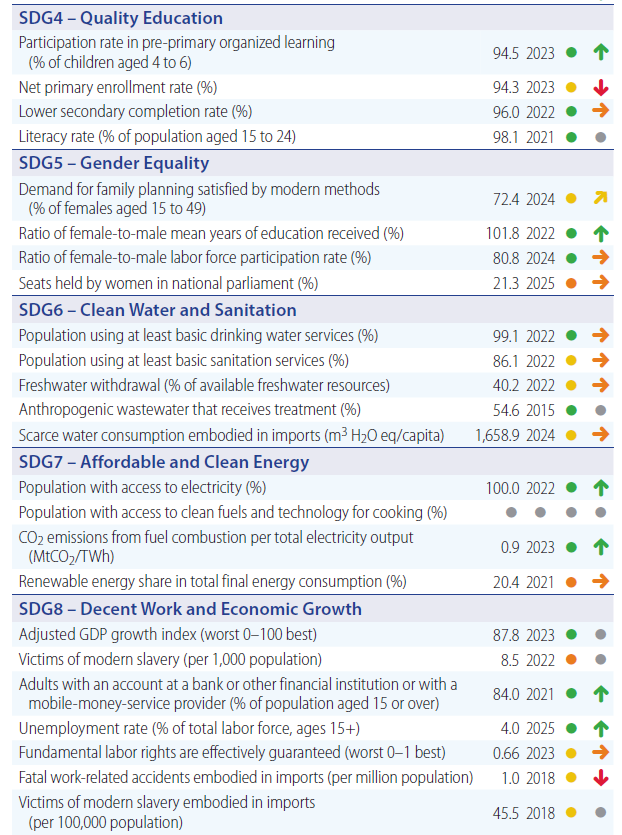 SDG4 – Quality Education
Participation rate in pre-primary organized learning
(% of children aged 4 to 6) 94.5 2023
Net primary enrollment rate (%) 94.3 2023
Lower secondary completion rate (%) 96.0 2022
Literacy rate (% of population aged 15 to 24) 98.1 2021
SDG5 – Gender Equality
Demand for family planning satisfied by modern methods
(% of females aged 15 to 49) 72.4 2024
Ratio of female-to-male mean years of education received (%) 101.8 2022
Ratio of female-to-male labor force participation rate (%) 80.8 2024
Seats held by women in national parliament (%) 21.3 2025
SDG6 – Clean Water and Sanitation
Population using at least basic drinking water services (%) 99.1 2022
Population using at least basic sanitation services (%) 86.1 2022
Freshwater withdrawal (% of available freshwater resources) 40.2 2022
Anthropogenic wastewater that receives treatment (%) 54.6 2015
Scarce water consumption embodied in imports (m³ H₂O eq/capita) 1,658.9 2024
SDG7 – Affordable and Clean Energy
Population with access to electricity (%) 100.0 2022
Population with access to clean fuels and technology for cooking (%)
CO₂ emissions from fuel combustion per total electricity output
(MtCO₂/TWh) 0.9 2023
Renewable energy share in total final energy consumption (%) 20.4 2021
SDG8 – Decent Work and Economic Growth
Adjusted GDP growth index (worst 0–100 best) 87.8 2023
Victims of modern slavery (per 1,000 population) 8.5 2022
Adults with an account at a bank or other financial institution or with a
mobile-money-service provider (% of population aged 15 or over) 84.0 2021
Unemployment rate (% of total labor force, ages 15+) 4.0 2025
Fundamental labor rights are effectively guaranteed (worst 0–1 best) 0.66 2023
Fatal work-related accidents embodied in imports (per million population) 1.0 2018
Victims of modern slavery embodied in imports
(per 100,000 population) 45.5 2018